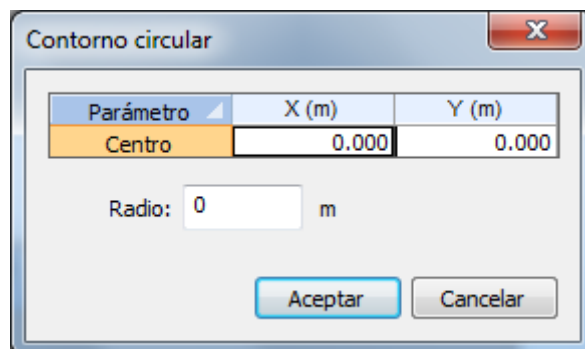 Contorno circular
Parámetro X (m) Y (m)
Centro 0.000 0.000
Radio: 0 m
Aceptar Cancelar